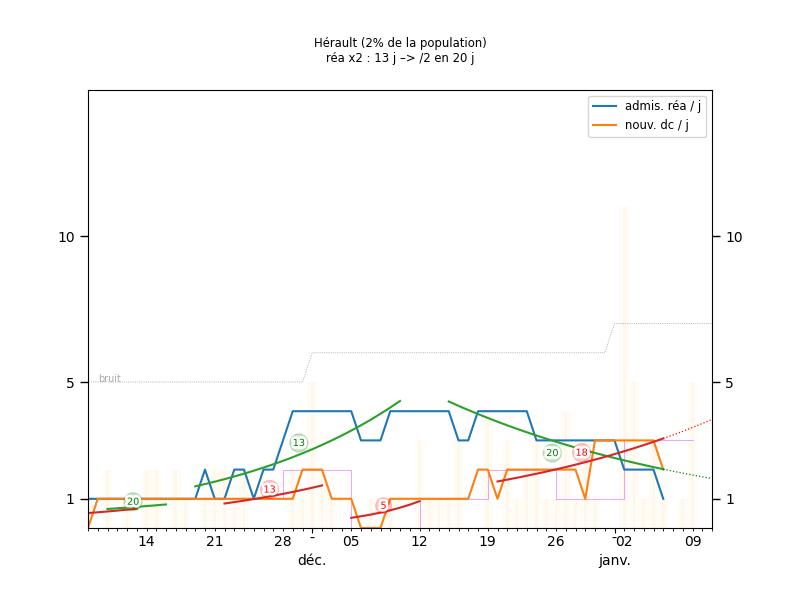 Hérault (2% de la population)
réa x2 : 13 j –> /2 en 20 j
admis. réa / j
nouv. dc / j
10 10
5 5
bruit
13
20 18
13
20
5
1 1
14 21 28 - 05 12 19 26 - 02 09
déc. janv.